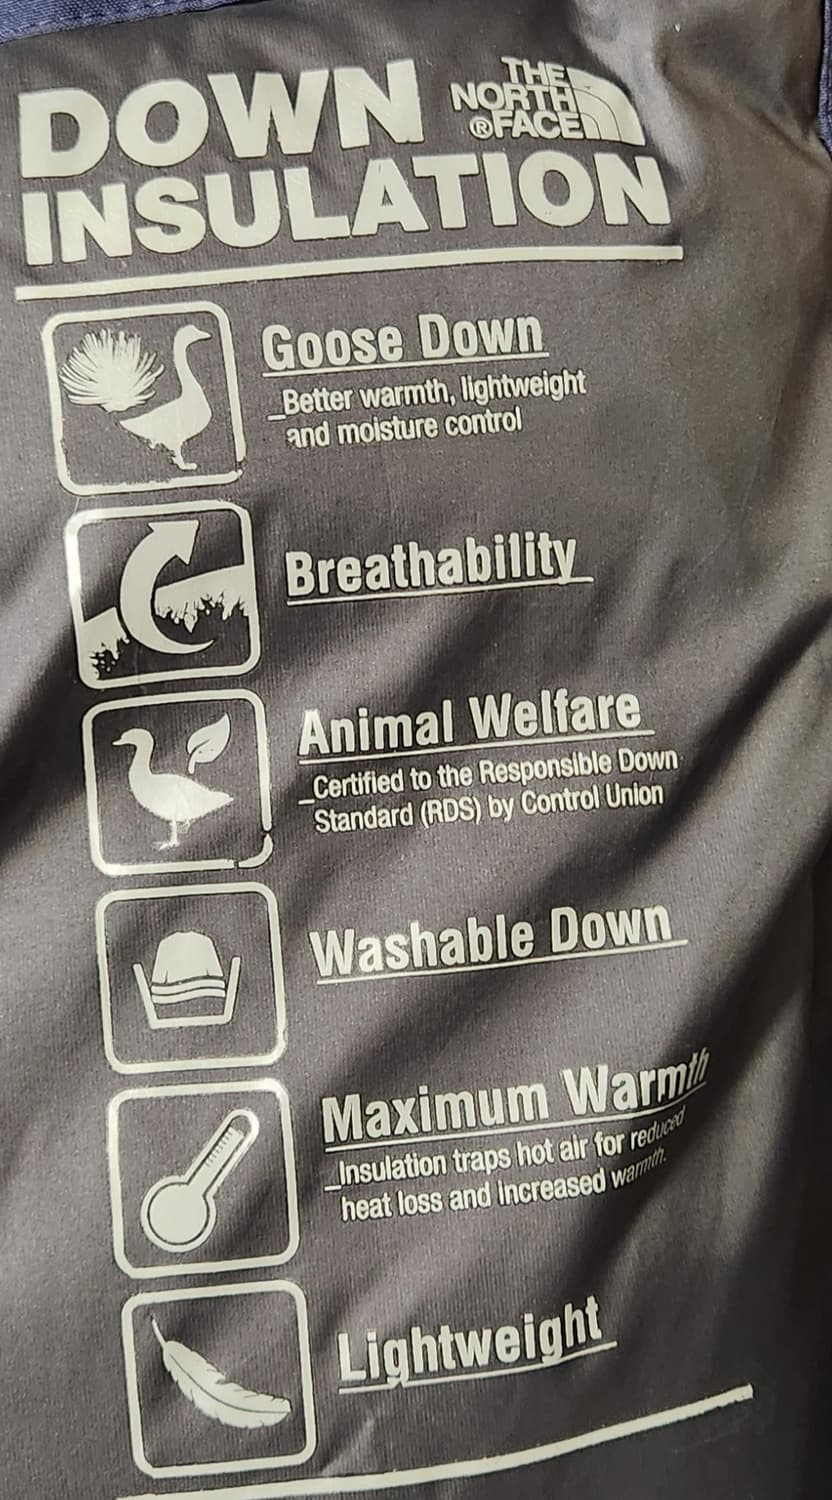 DOWN
THE
NORTH
®FACE
INSULATION
Goose Down
_Better warmth, lightweight
and moisture control
Breathability
Animal Welfare
_Certified to the Responsible Down
Standard (RDS) by Control Union
Washable Down
Maximum Warmth
_Insulation traps hot air for reduced
heat loss and increased warmth.
Lightweight